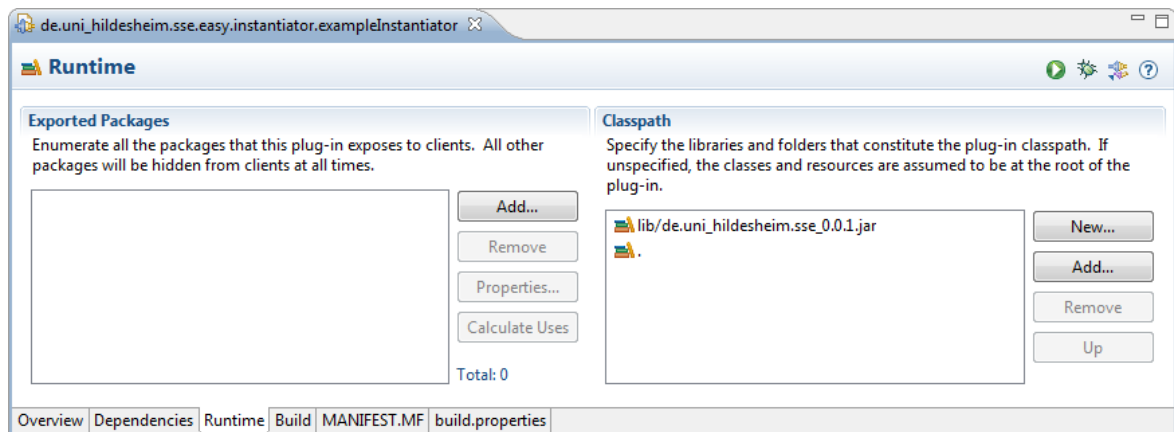 de.uni_hildesheim.sse.easy.instantiator.exampleInstantiator
Runtime
Exported Packages
Enumerate all the packages that this plug-in exposes to clients. All other
packages will be hidden from clients at all times.
Add...
Remove
Properties...
Calculate Uses
Total: 0
Classpath
Specify the libraries and folders that constitute the plug-in classpath. If
unspecified, the classes and resources are assumed to be at the root of the
plug-in.
lib/de.uni_hildesheim.sse_0.0.1.jar
.
New...
Add...
Remove
Up
Overview Dependencies Runtime Build MANIFEST.MF build.properties